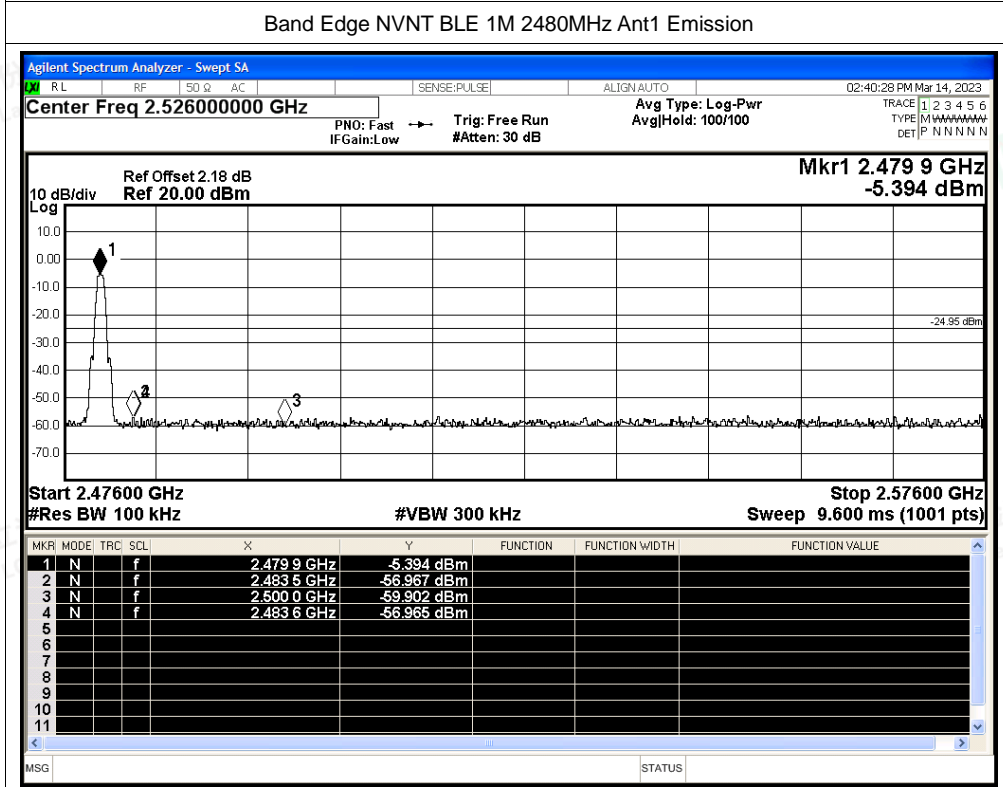 Band Edge NVNT BLE 1M 2480MHz Ant1 Emission
Agilent Spectrum Analyzer - Swept SA
LXI RL RF 50 Ω AC SENSE:PULSE ALIGN AUTO 02:40:28 PM Mar 14, 2023
Center Freq 2.526000000 GHz Avg Type: Log-Pwr TRACE 1 2 3 4 5 6
PNO: Fast Trig: Free Run Avg|Hold: 100/100 TYPE M
IFGain:Low #Atten: 30 dB DET P N N N N N
Mkr1 2.479 9 GHz
-5.394 dBm
Ref Offset 2.18 dB
10 dB/div Ref 20.00 dBm
Log
10.0
1
0.00
-10.0
-20.0
-24.95 dBm
-30.0
-40.0
-50.0
3
-60.0
-70.0
Start 2.47600 GHz Stop 2.57600 GHz
#Res BW 100 kHz #VBW 300 kHz Sweep 9.600 ms (1001 pts)
MKR MODE TRC SCL X Y FUNCTION FUNCTION WIDTH FUNCTION VALUE
1 N f 2.479 9 GHz -5.394 dBm
2 N f 2.483 5 GHz -56.967 dBm
3 N f 2.500 0 GHz -59.902 dBm
4 N f 2.483 6 GHz -56.965 dBm
5
6
7
8
9
10
11
MSG STATUS